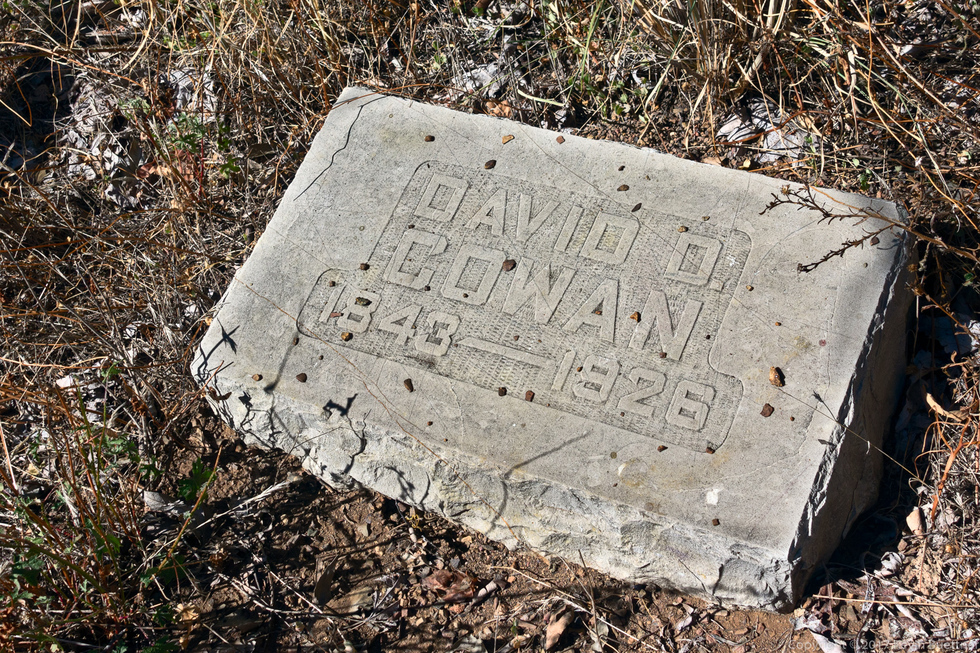 DAVID D.
COWAN
1843 — 1926